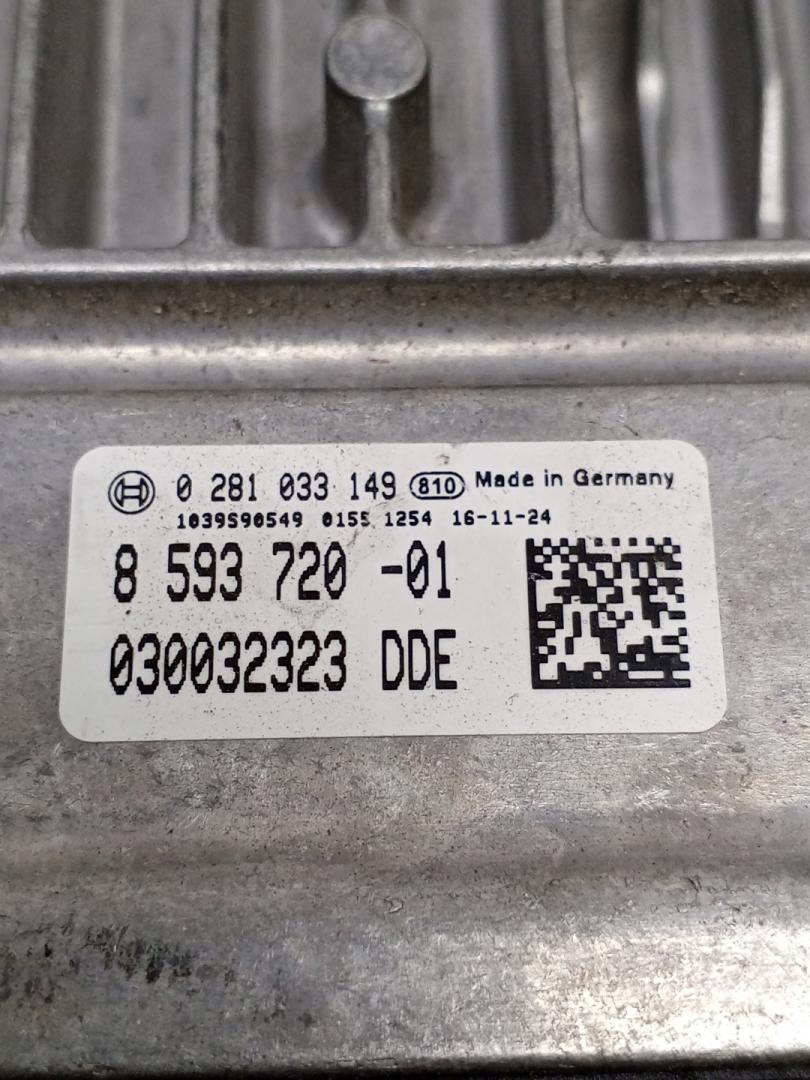 0 281 033 149 810 Made in Germany
1039S90549 0155 1254 16-11-24
8 593 720 -01
030032323 DDE